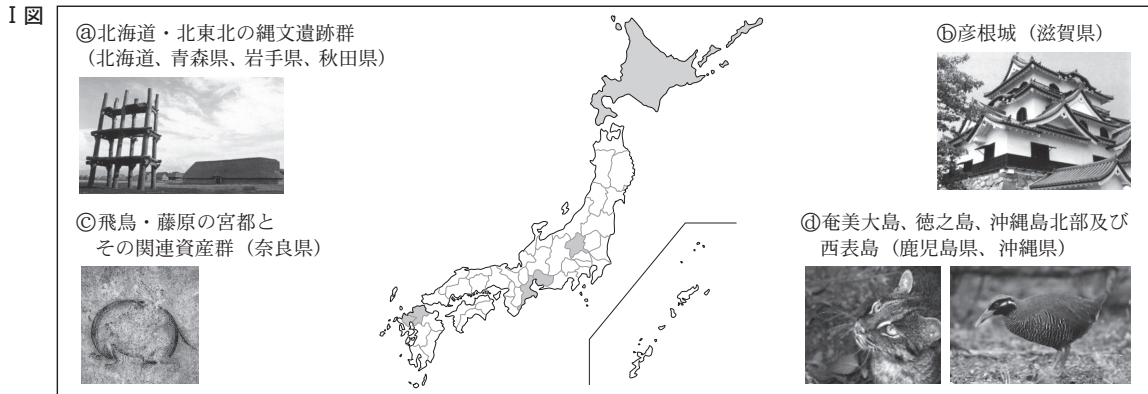 Ⅰ図
ⓐ北海道・北東北の縄文遺跡群
（北海道、青森県、岩手県、秋田県）
ⓑ彦根城（滋賀県）
ⓒ飛鳥・藤原の宮都と
その関連資産群（奈良県）
ⓓ奄美大島、徳之島、沖縄島北部及び
西表島（鹿児島県、沖縄県）